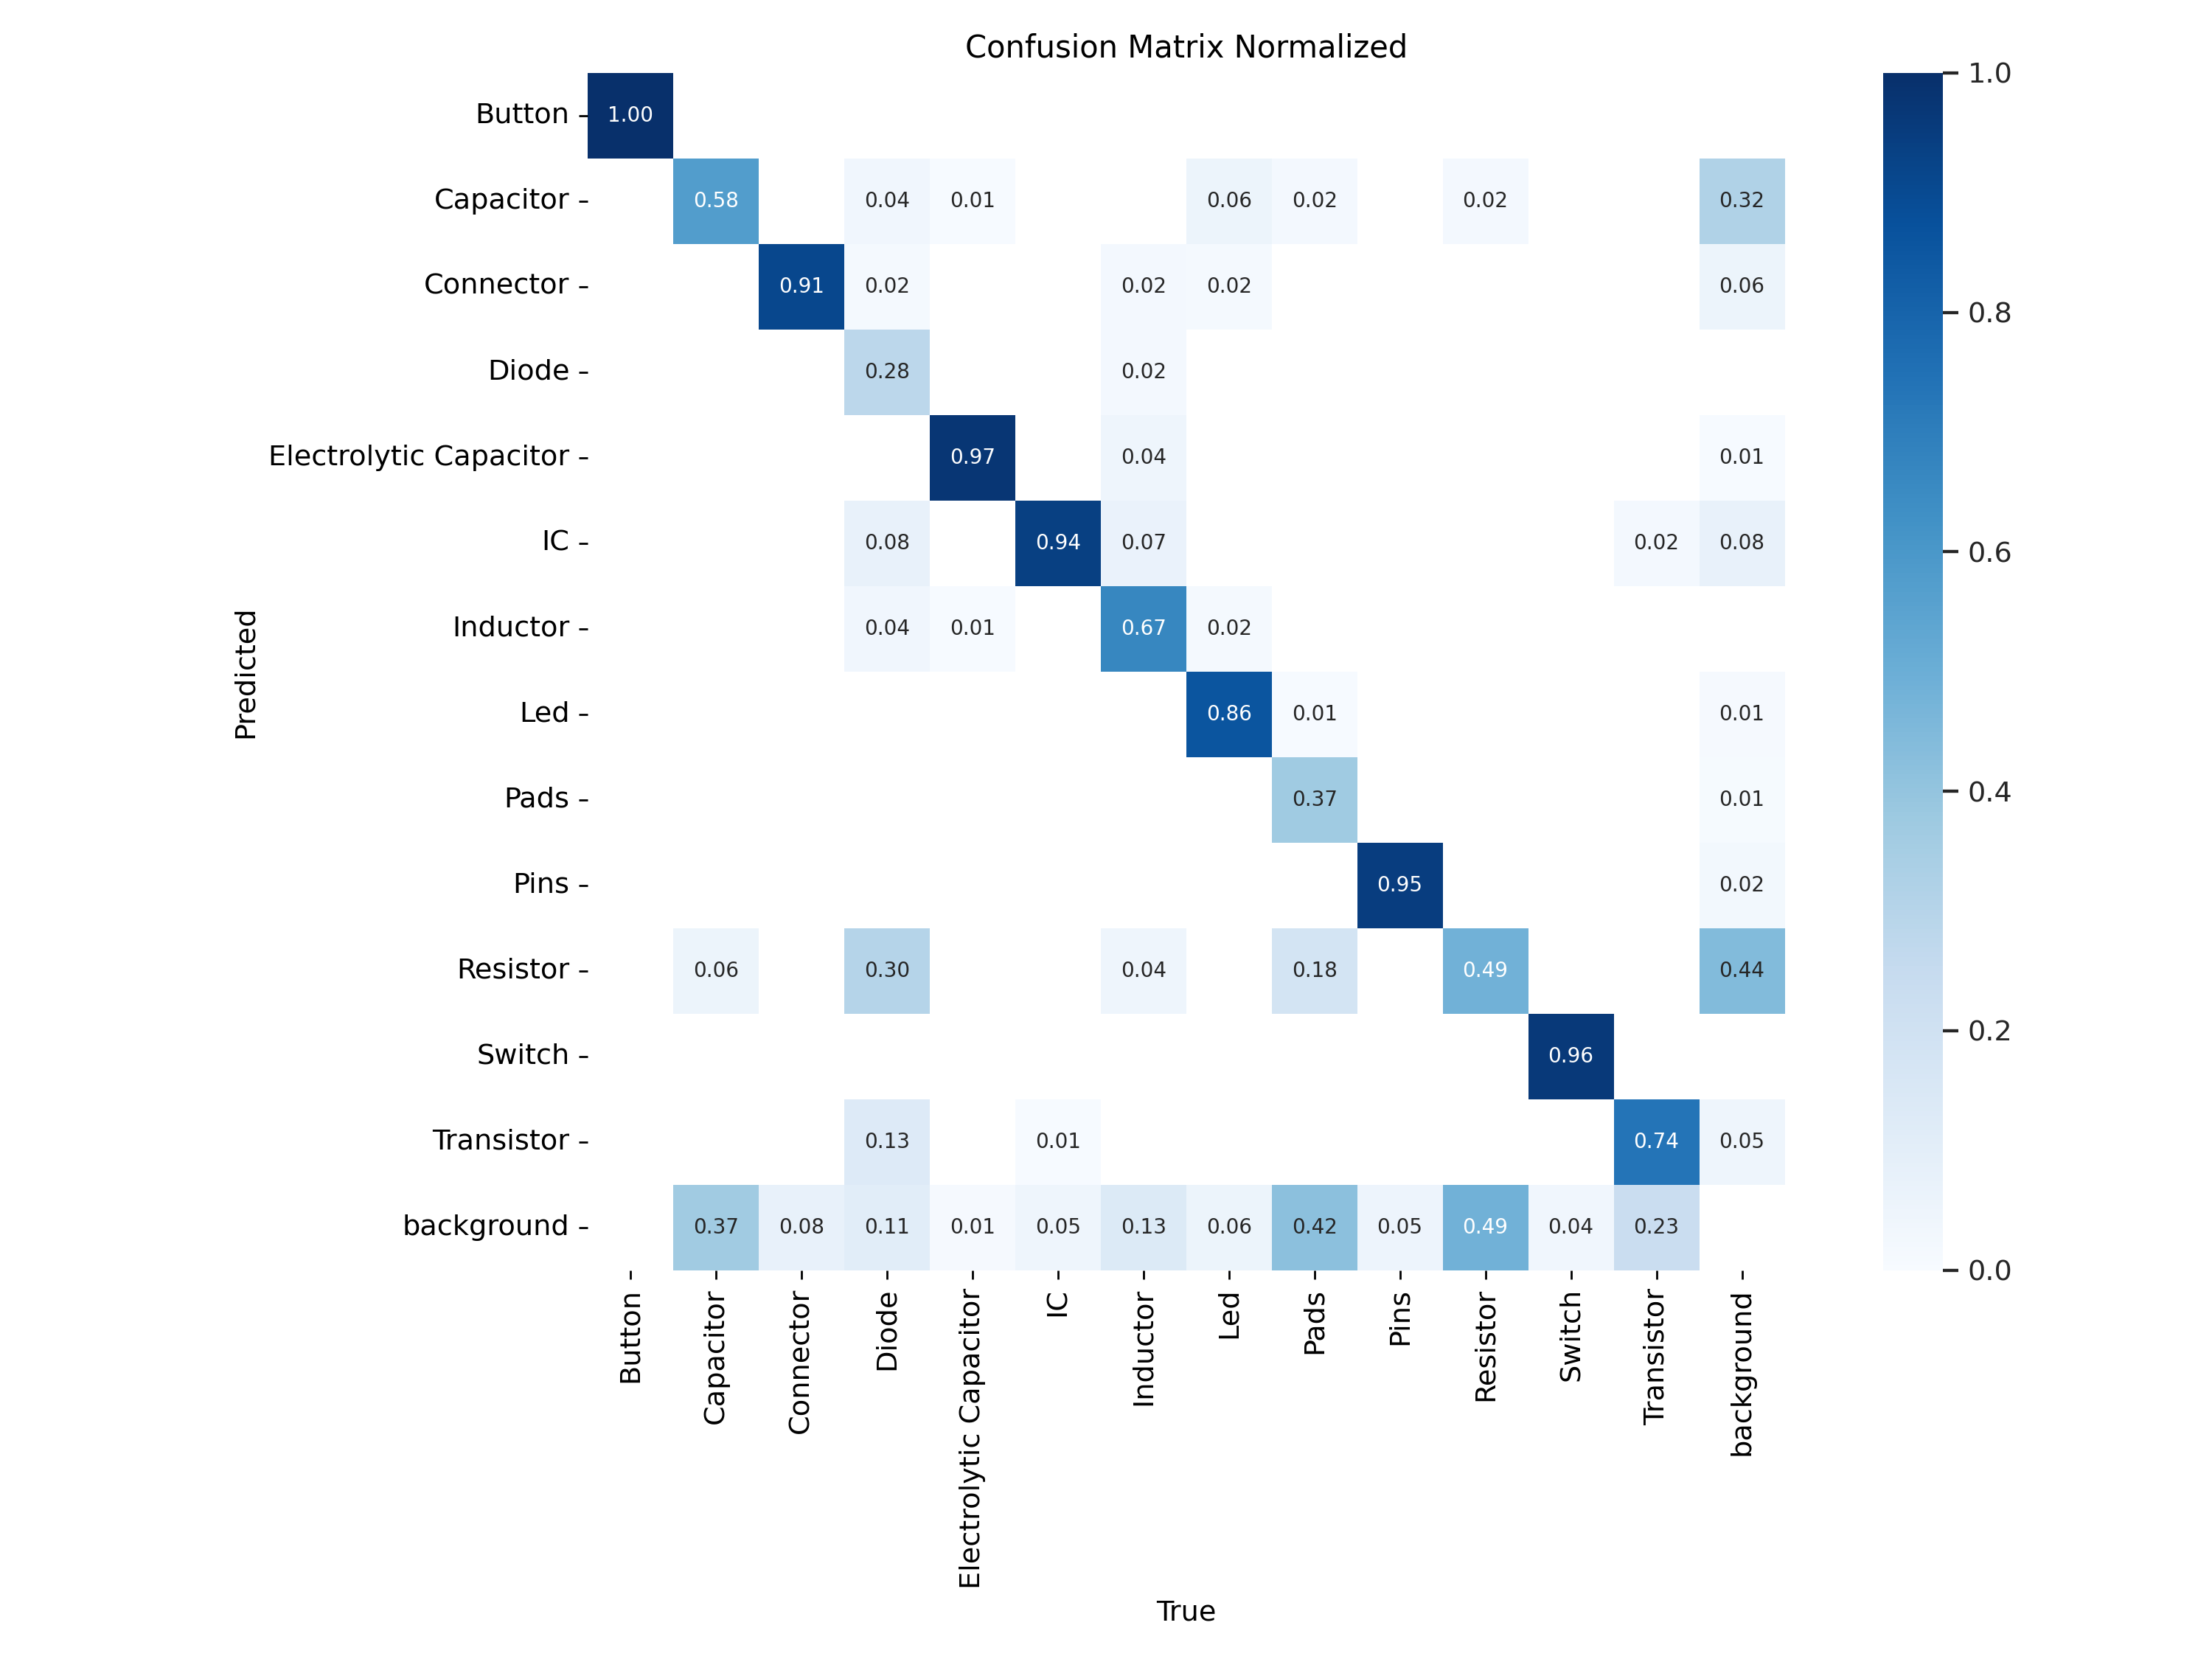 Confusion Matrix Normalized
Button 1.00
Capacitor 0.58 0.04 0.01 0.06 0.02 0.02 0.32
Connector 0.91 0.02 0.02 0.02 0.06
Diode 0.28 0.02
Electrolytic Capacitor 0.97 0.04 0.01
IC 0.08 0.94 0.07 0.02 0.08
Inductor 0.04 0.01 0.67 0.02
Led 0.86 0.01 0.01
Pads 0.37 0.01
Pins 0.95 0.02
Resistor 0.06 0.30 0.04 0.18 0.49 0.44
Switch 0.96
Transistor 0.13 0.01 0.74 0.05
background 0.37 0.08 0.11 0.01 0.05 0.13 0.06 0.42 0.05 0.49 0.04 0.23
Predicted
Button Capacitor Connector Diode Electrolytic Capacitor IC Inductor Led Pads Pins Resistor Switch Transistor background
True
1.0
0.8
0.6
0.4
0.2
0.0